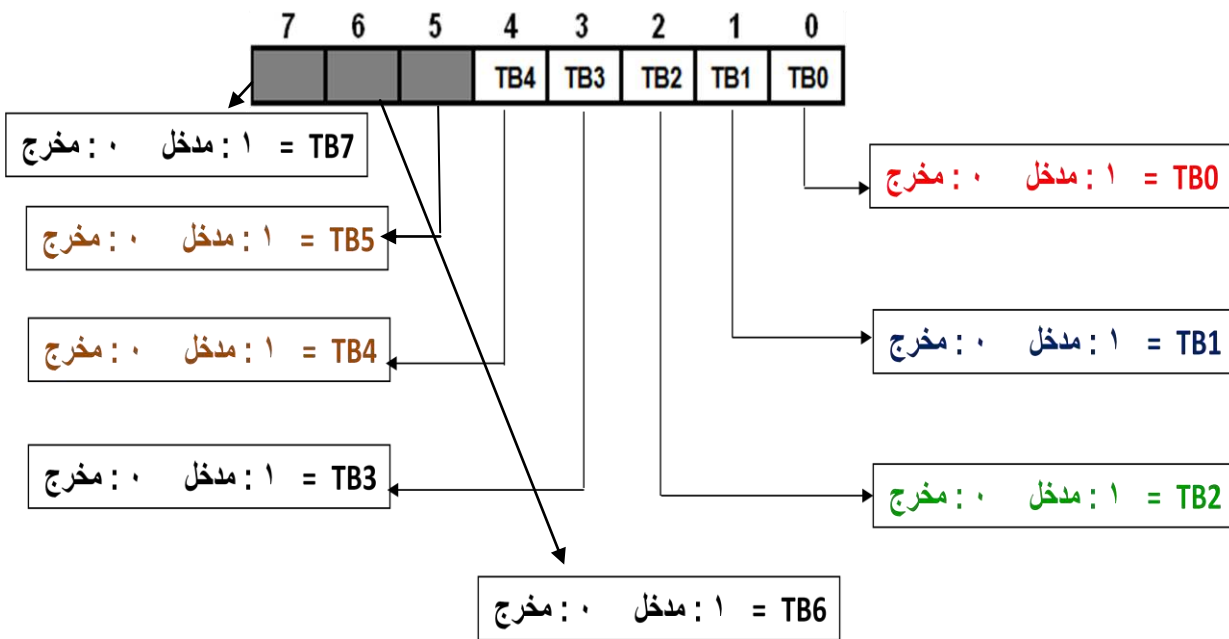 7 6 5 4 3 2 1 0
TB4 TB3 TB2 TB1 TB0
TB7 = ١ : مدخل ٠ : مخرج
TB0 = ١ : مدخل ٠ : مخرج
TB5 = ١ : مدخل ٠ : مخرج
TB4 = ١ : مدخل ٠ : مخرج
TB1 = ١ : مدخل ٠ : مخرج
TB3 = ١ : مدخل ٠ : مخرج
TB2 = ١ : مدخل ٠ : مخرج
TB6 = ١ : مدخل ٠ : مخرج